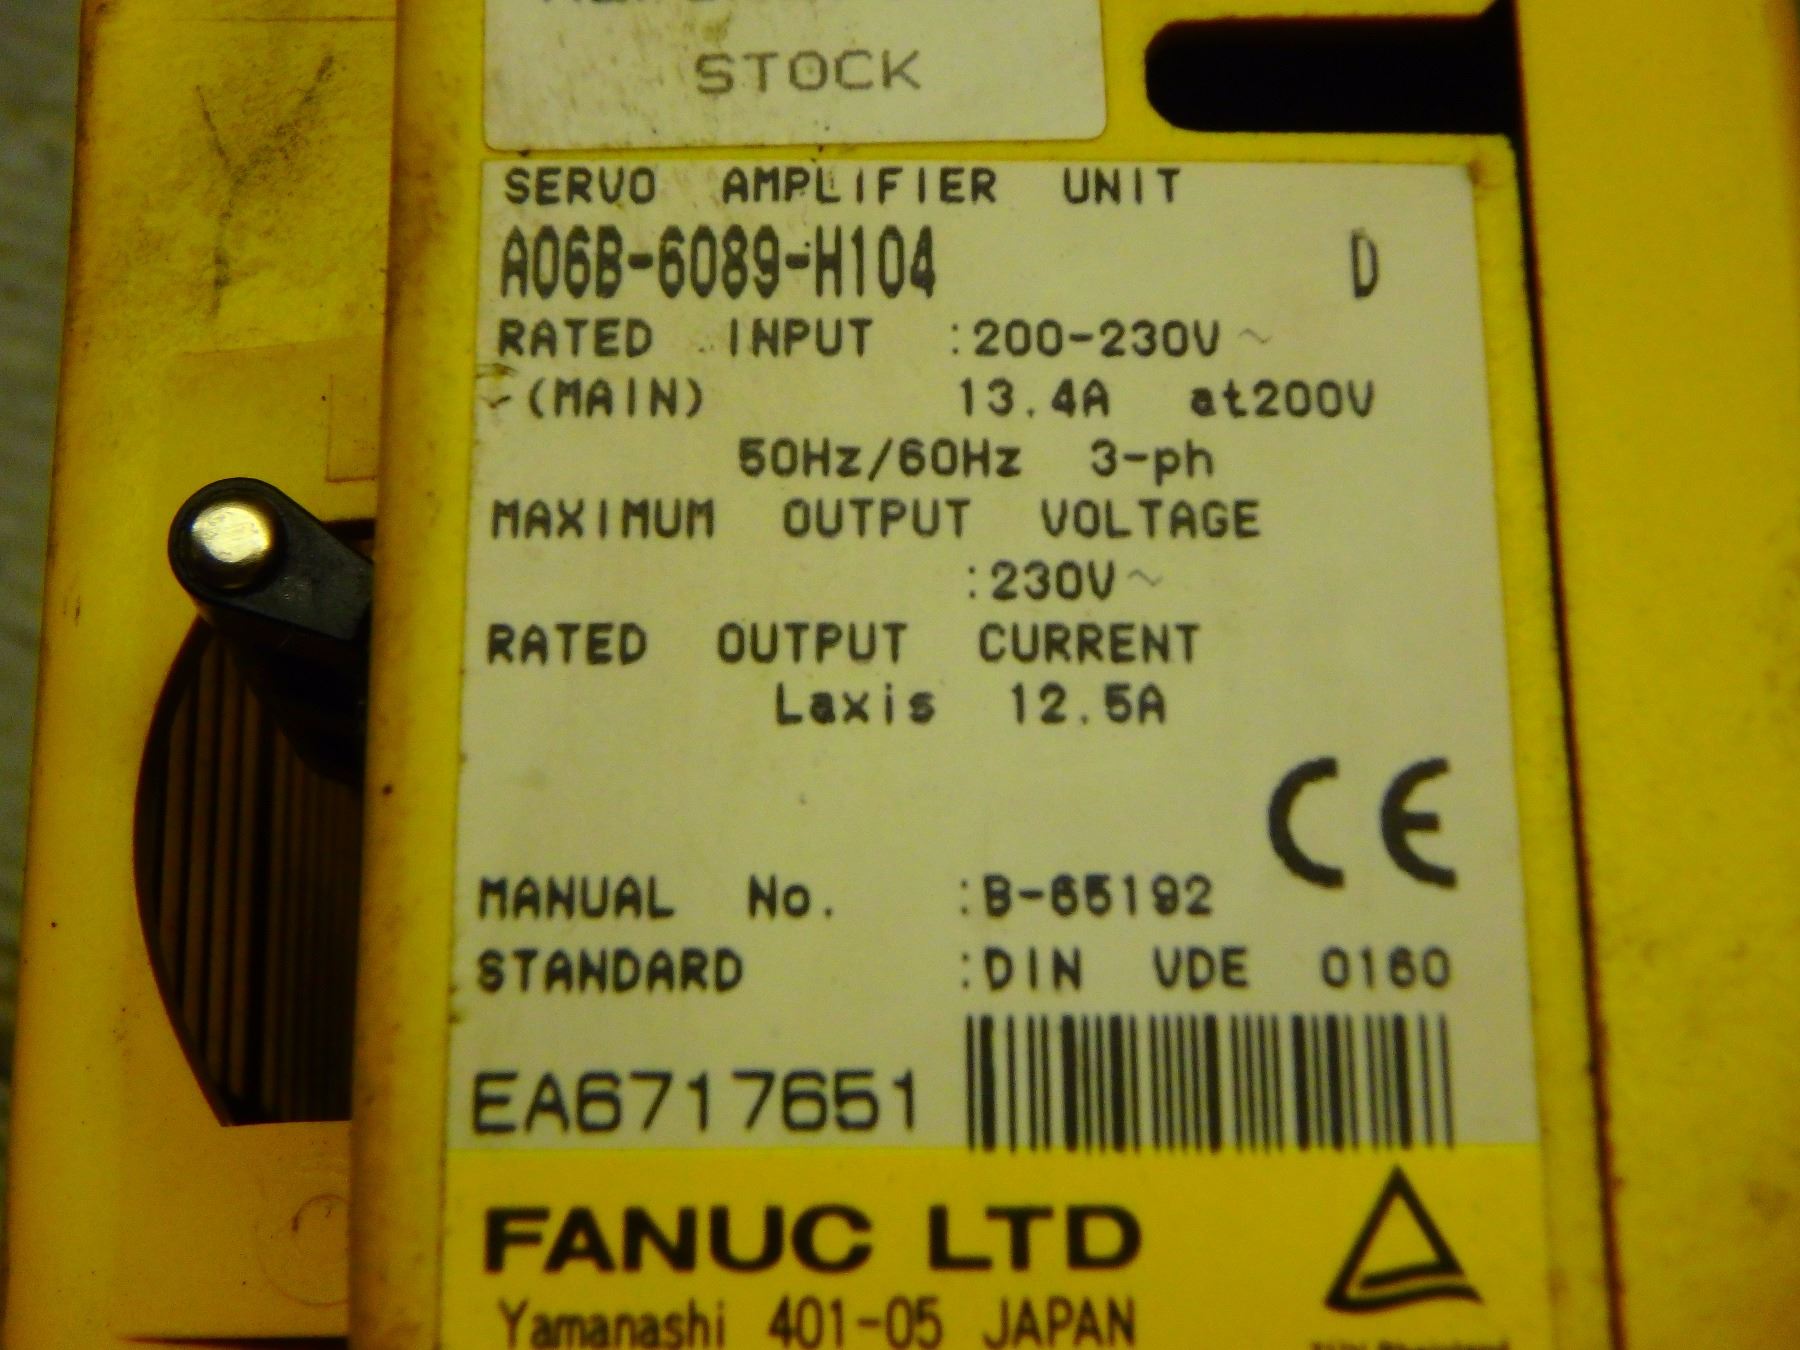 STOCK
SERVO AMPLIFIER UNIT
A06B-6089-H104 D
RATED INPUT :200-230V~
(MAIN) 13.4A at200V
50Hz/60Hz 3-ph
MAXIMUM OUTPUT VOLTAGE
:230V~
RATED OUTPUT CURRENT
Laxis 12.5A
CE
MANUAL No. :B-65192
STANDARD :DIN VDE 0160
EA6717651
FANUC LTD
Yamanashi 401-05 JAPAN